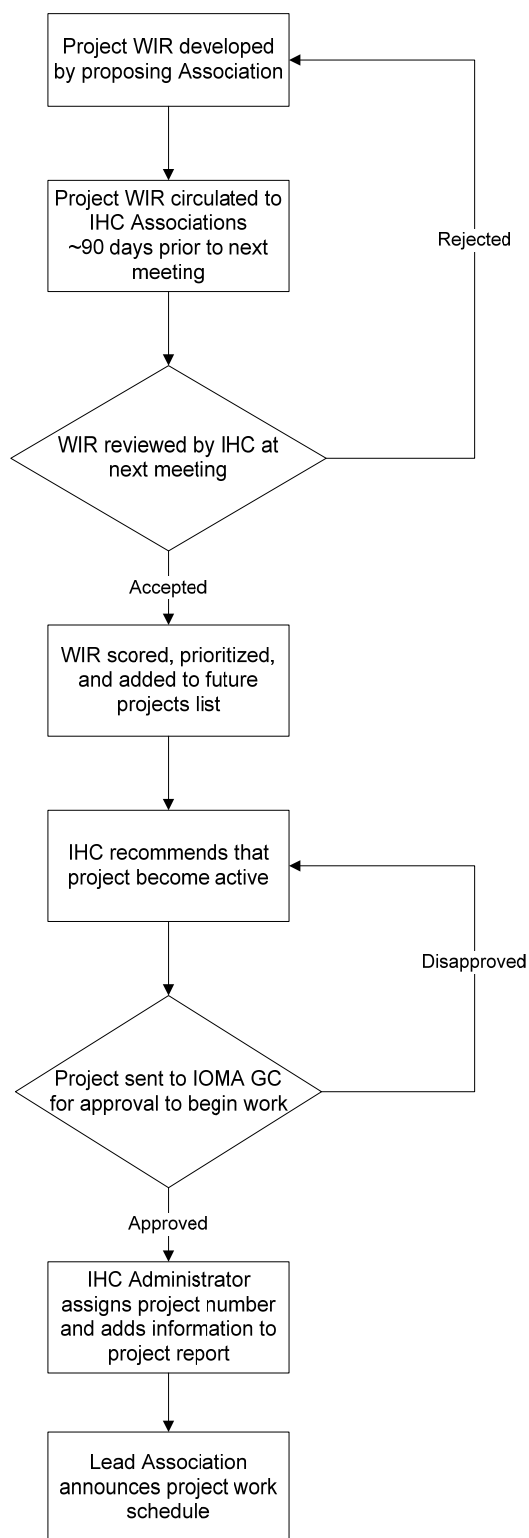 Project WIR developed
by proposing Association
Project WIR circulated to
IHC Associations
~90 days prior to next
meeting
Rejected
WIR reviewed by IHC at
next meeting
Accepted
WIR scored, prioritized,
and added to future
projects list
IHC recommends that
project become active
Disapproved
Project sent to IOMA GC
for approval to begin work
Approved
IHC Administrator
assigns project number
and adds information to
project report
Lead Association
announces project work
schedule